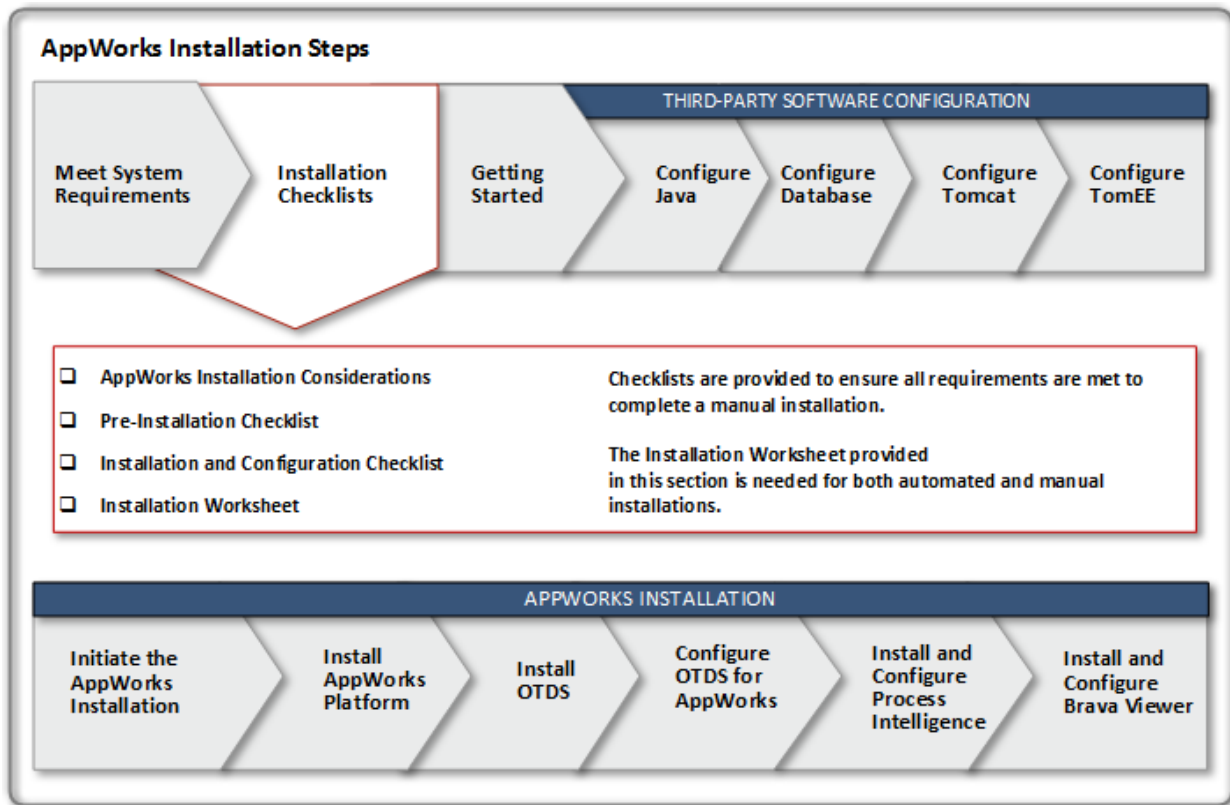 AppWorks Installation Steps
THIRD-PARTY SOFTWARE CONFIGURATION
Meet System
Requirements
Installation
Checklists
Getting
Started
Configure
Java
Configure
Database
Configure
Tomcat
Configure
TomEE
AppWorks Installation Considerations
Pre-Installation Checklist
Installation and Configuration Checklist
Installation Worksheet
Checklists are provided to ensure all requirements are met to
complete a manual installation.
The Installation Worksheet provided
in this section is needed for both automated and manual
installations.
APPWORKS INSTALLATION
Initiate the
AppWorks
Installation
Install
AppWorks
Platform
Install
OTDS
Configure
OTDS for
AppWorks
Install and
Configure
Process
Intelligence
Install and
Configure
Brava Viewer